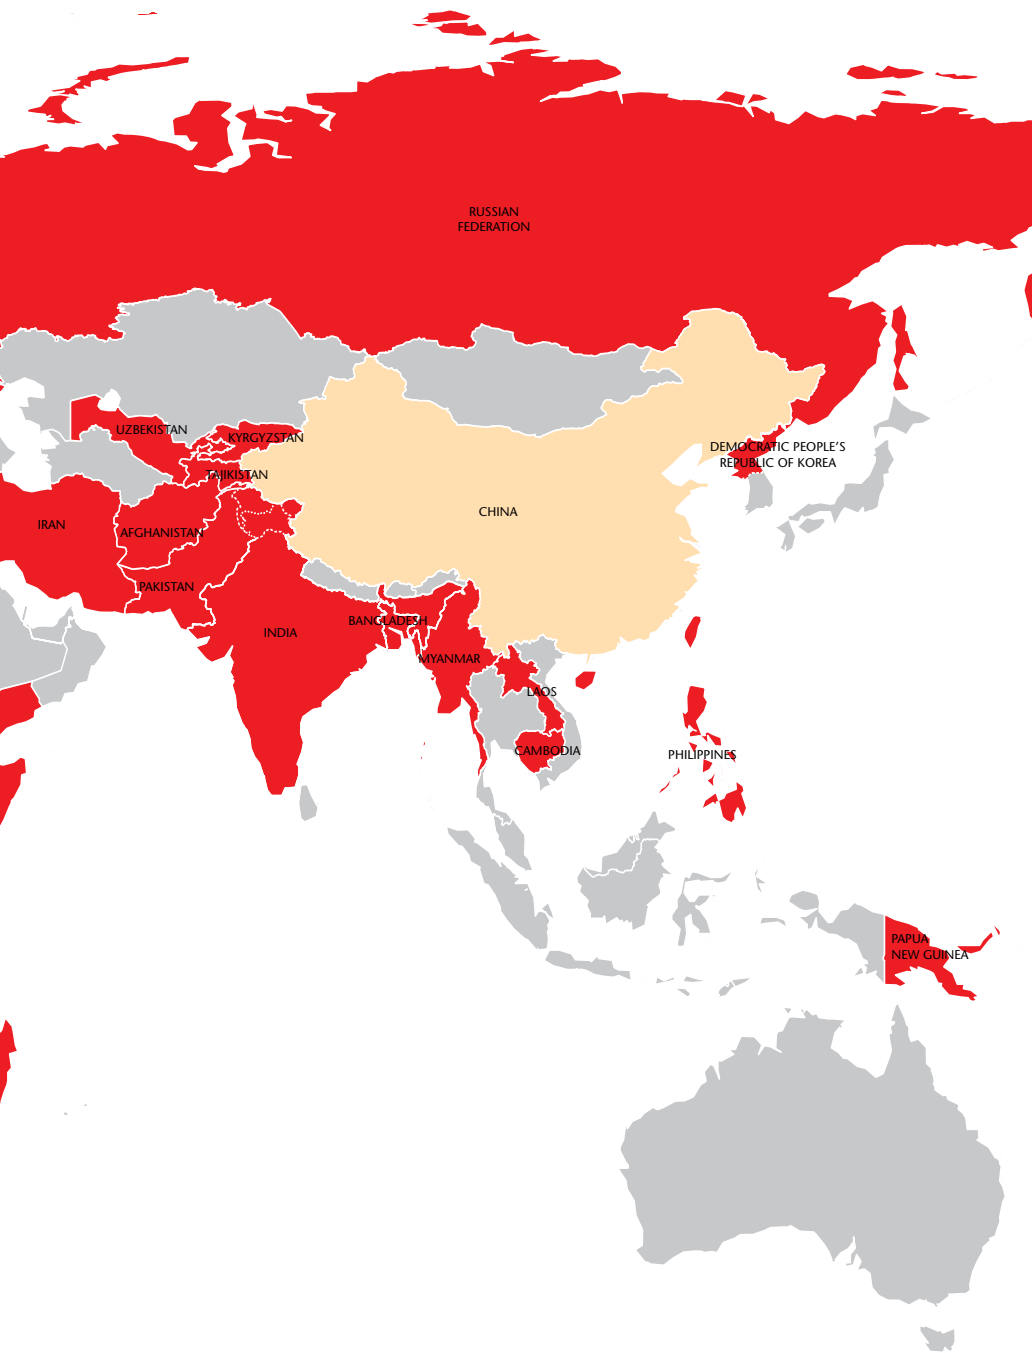 RUSSIAN
FEDERATION
UZBEKISTAN
KYRGYZSTAN
DEMOCRATIC PEOPLE'S
REPUBLIC OF KOREA
TAJIKISTAN
CHINA
IRAN
AFGHANISTAN
PAKISTAN
BANGLADESH
INDIA
MYANMAR
LAOS
CAMBODIA
PHILIPPINES
PAPUA
NEW GUINEA